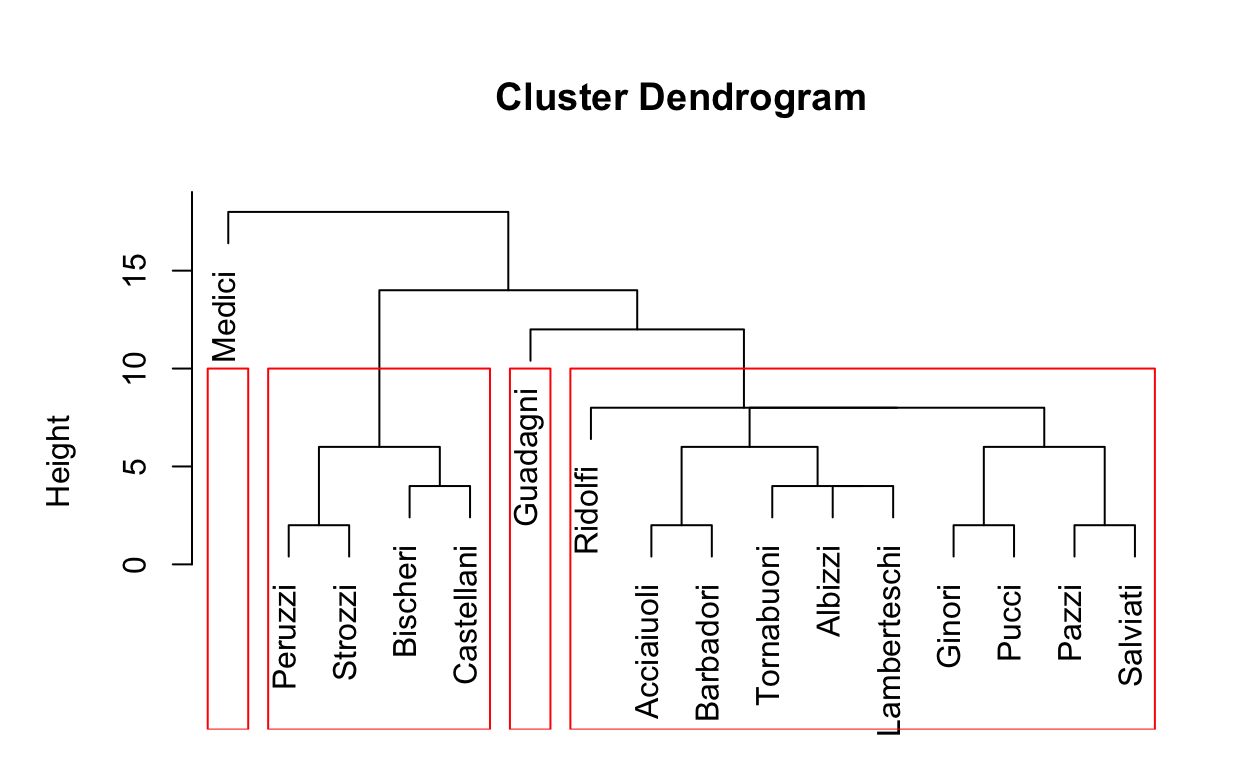 Cluster Dendrogram
Height
0
5
10
15
Medici
Peruzzi
Strozzi
Bischeri
Castellani
Guadagni
Ridolfi
Acciaiuoli
Barbadori
Tornabuoni
Albizzi
Lamberteschi
Ginori
Pucci
Pazzi
Salviati